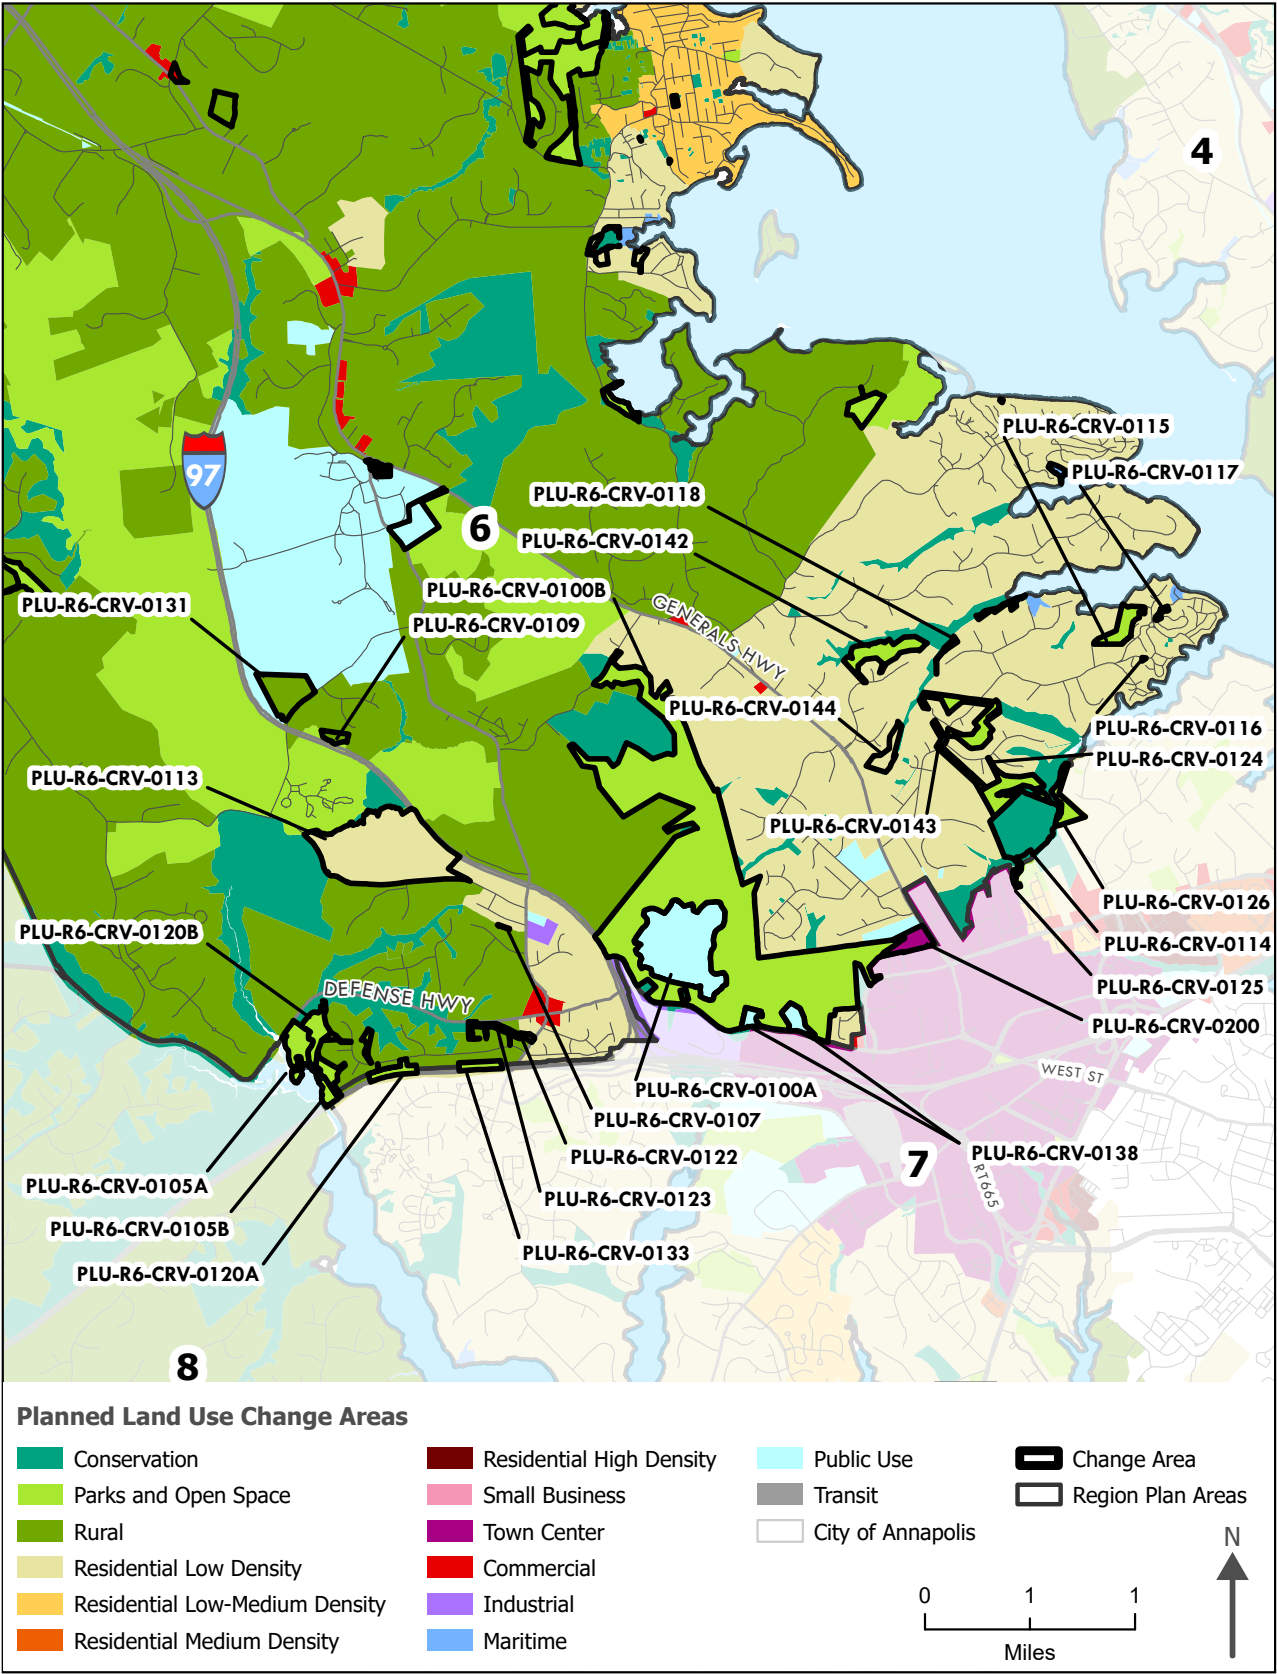 4
PLU-R6-CRV-0115
97
PLU-R6-CRV-0117
PLU-R6-CRV-0118
6
PLU-R6-CRV-0142
PLU-R6-CRV-0100B
PLU-R6-CRV-0131
GENERALS HWY
PLU-R6-CRV-0109
PLU-R6-CRV-0144
PLU-R6-CRV-0116
PLU-R6-CRV-0124
PLU-R6-CRV-0113
PLU-R6-CRV-0143
PLU-R6-CRV-0126
PLU-R6-CRV-0120B
PLU-R6-CRV-0114
PLU-R6-CRV-0125
DEFENSE HWY
PLU-R6-CRV-0200
WEST ST
PLU-R6-CRV-0100A
PLU-R6-CRV-0107
PLU-R6-CRV-0122
7
PLU-R6-CRV-0138
RT665
PLU-R6-CRV-0105A
PLU-R6-CRV-0123
PLU-R6-CRV-0105B
PLU-R6-CRV-0133
PLU-R6-CRV-0120A
8
Planned Land Use Change Areas
Conservation
Parks and Open Space
Rural
Residential Low Density
Residential Low-Medium Density
Residential Medium Density
Residential High Density
Small Business
Town Center
Commercial
Industrial
Maritime
Public Use
Transit
City of Annapolis
Change Area
Region Plan Areas
N
0 1 1
Miles